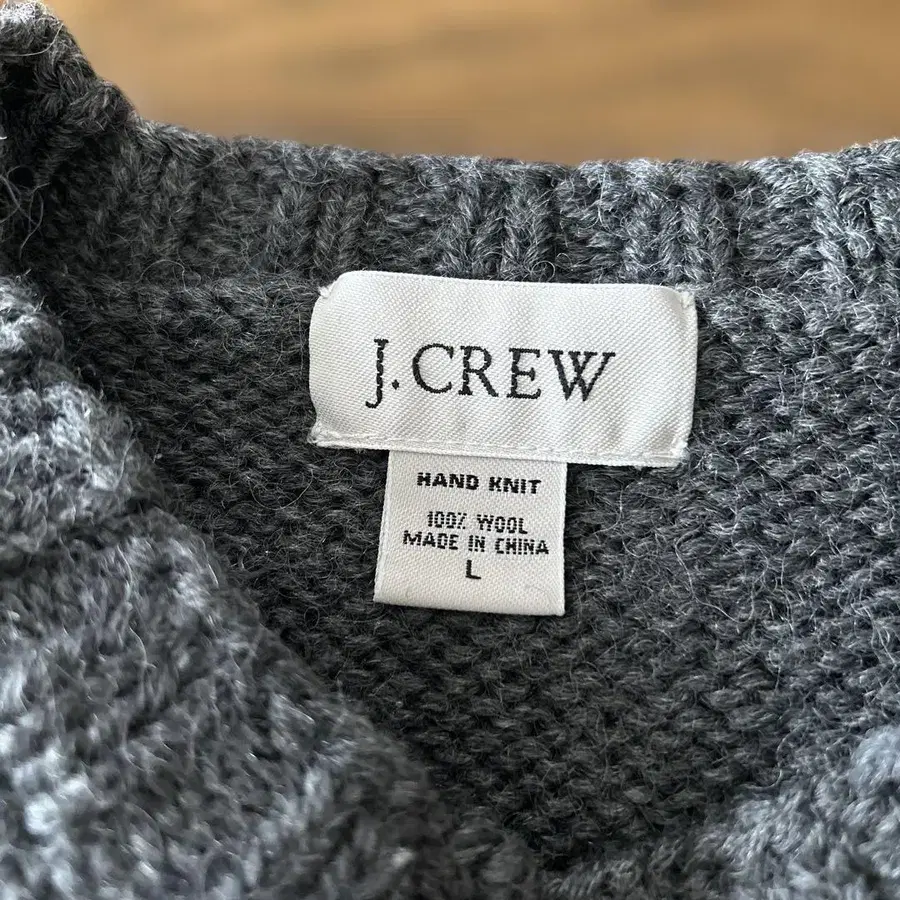 J.CREW
HAND KNIT
100% WOOL
MADE IN CHINA
L